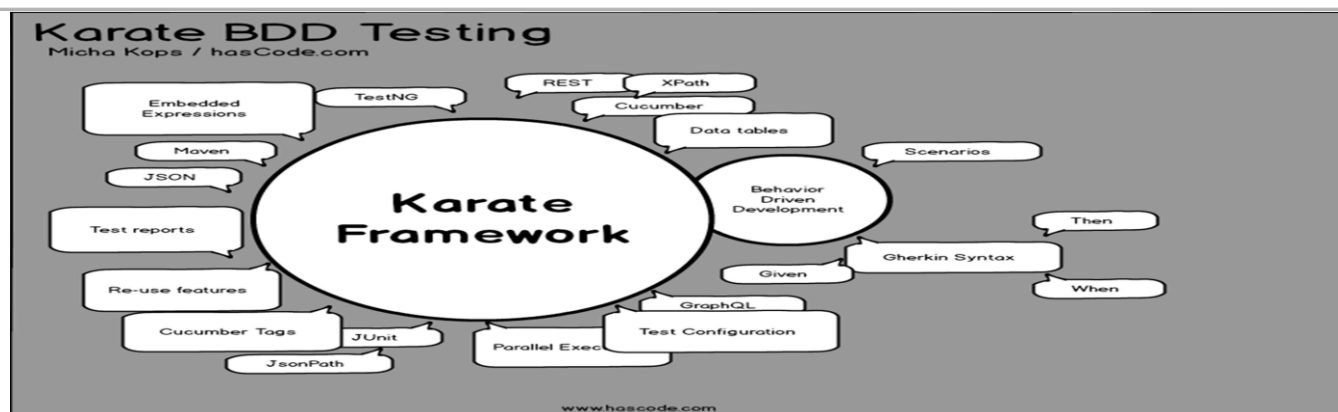 Karate BDD Testing
Micha Kops / hasCode.com
REST
XPath
TestNG
Embedded
Expressions
Cucumber
Data tables
Maven
Scenarios
JSON
Behavior
Driven
Development
Karate
Framework
Then
Test reports
Gherkin Syntax
Given
When
Re-use features
GraphQL
Cucumber Tags
JUnit
Test Configuration
Parallel Exec
JsonPath
www.hascode.com